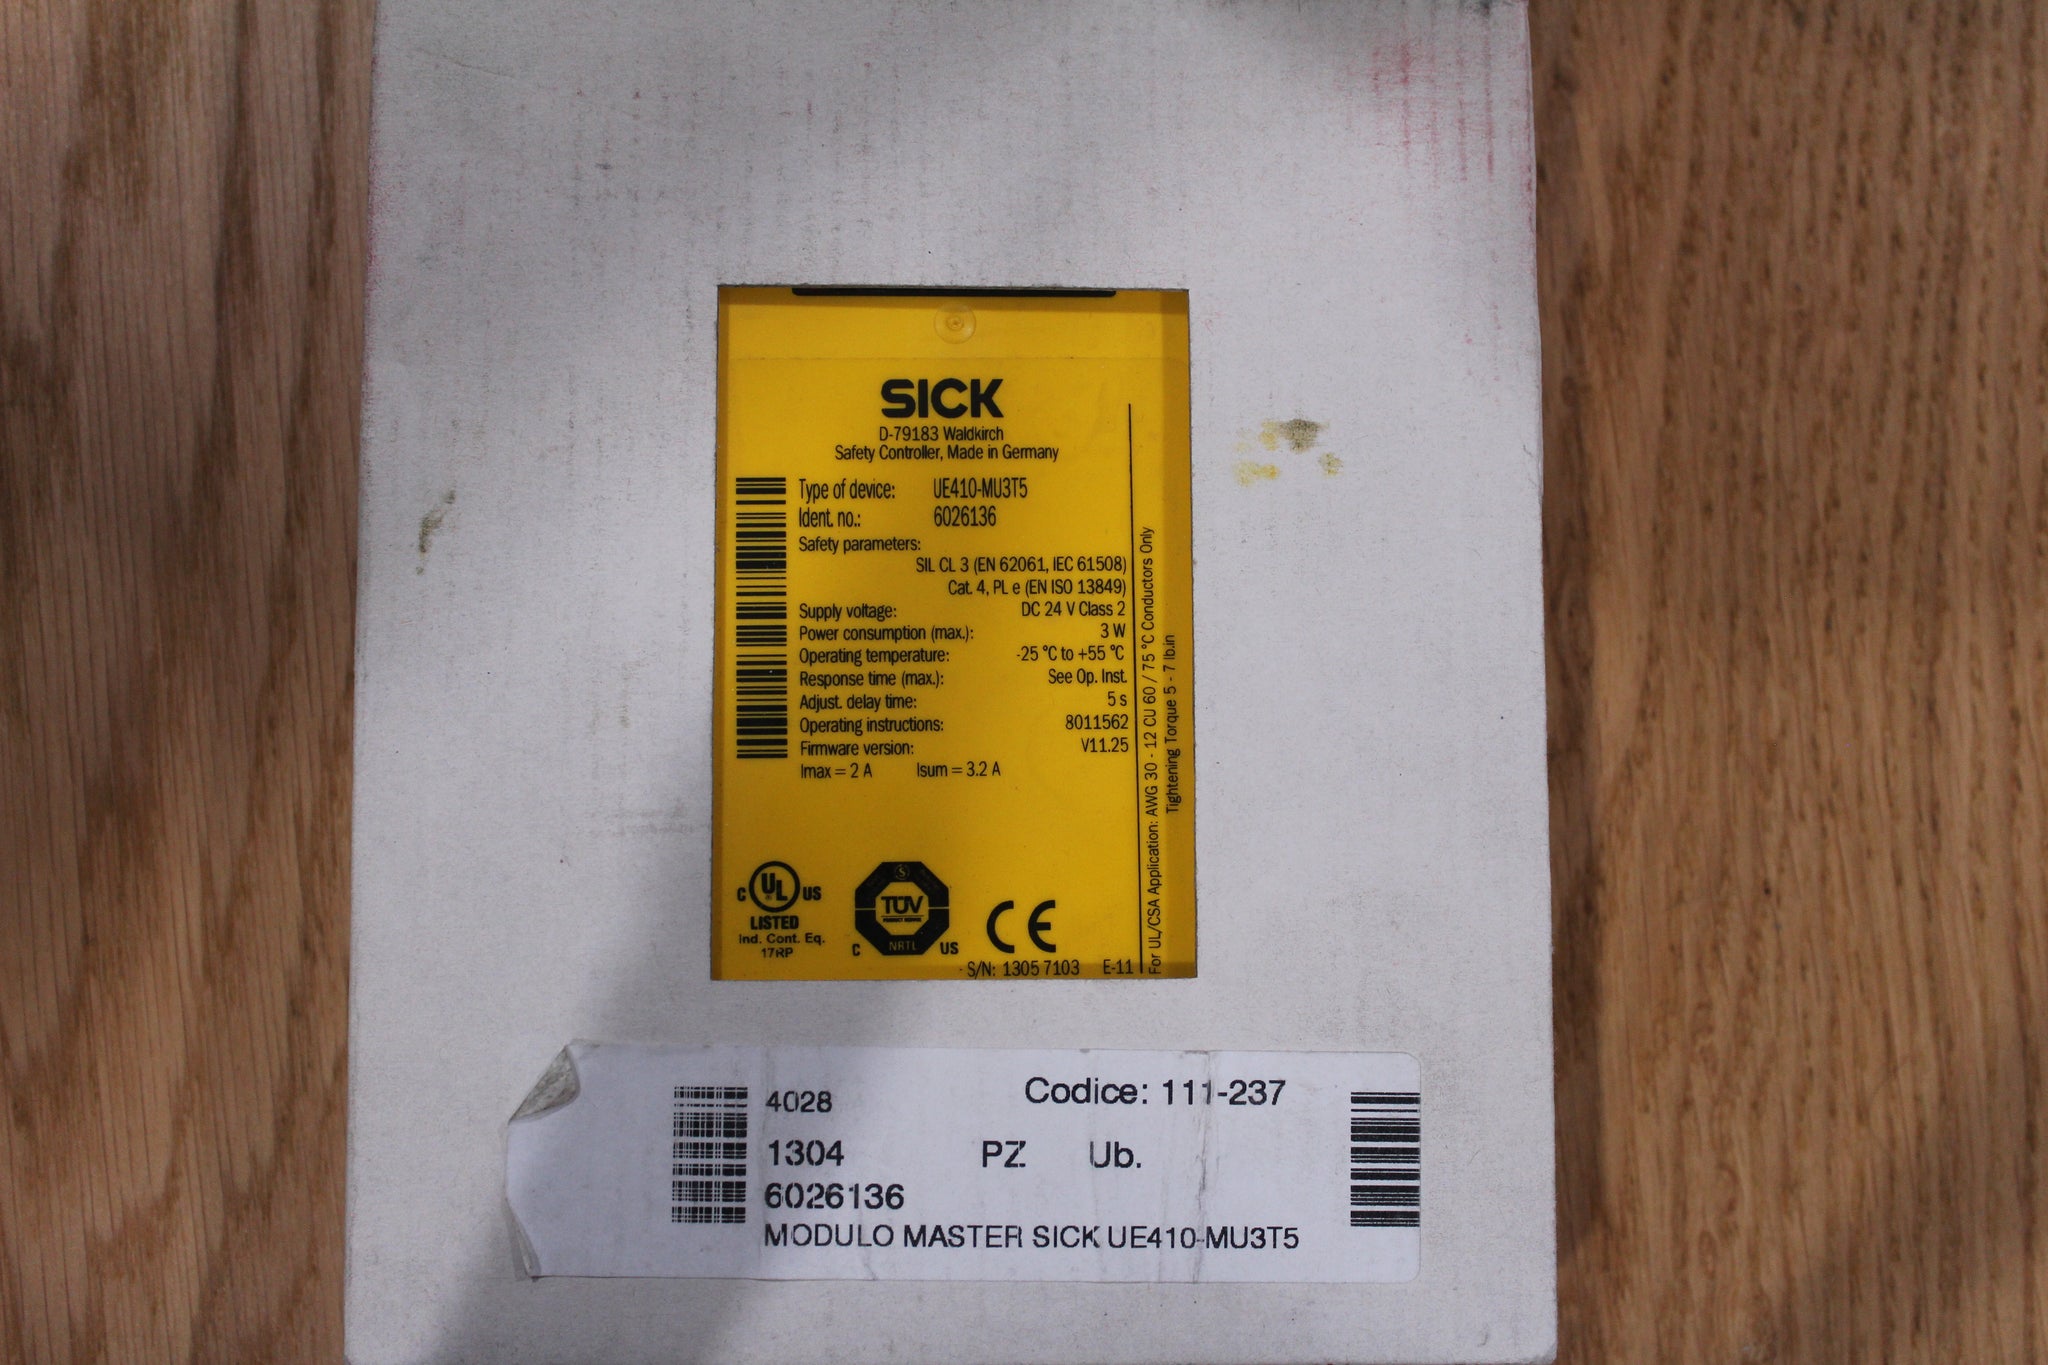 SICK
D-79183 Waldkirch
Safety Controller, Made in Germany
Type of device: UE410-MU3T5
Ident. no.: 6026136
Safety parameters:
SIL CL 3 (EN 62061, IEC 61508)
Cat. 4, PL e (EN ISO 13849)
Supply voltage: DC 24 V Class 2
Power consumption (max.): 3 W
Operating temperature: -25 °C to +55 °C
Response time (max.): See Op. Inst.
Adjust. delay time: 5 s
Operating instructions: 8011562
Firmware version: V11.25
Imax = 2 A Isum = 3.2 A
For UL/CSA Application: AWG 30 - 12 CU 60 / 75 °C Conductors Only
Tightening Torque 5 - 7 lb.in
C UL US
LISTED
Ind. Cont. Eq.
17RP
S
TÜV
PRODUCT SERVICE
NRTL
C US
CE
S/N: 1305 7103 E-11
4028 Codice: 111-237
1304 PZ Ub.
6026136
MODULO MASTER SICK UE410-MU3T5